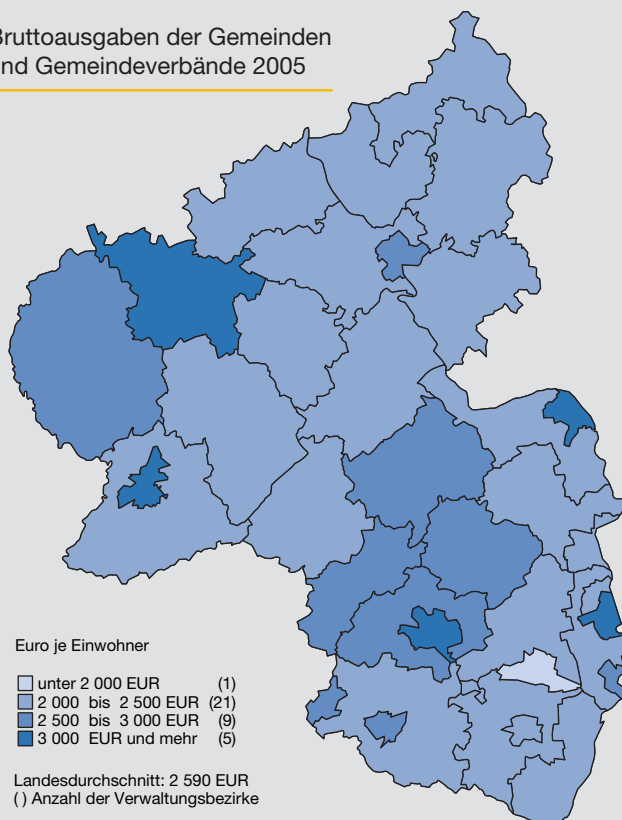 Bruttoausgaben der Gemeinden
nd Gemeindeverbände 2005
Euro je Einwohner
unter 2 000 EUR (1)
2 000 bis 2 500 EUR (21)
2 500 bis 3 000 EUR (9)
3 000 EUR und mehr (5)
Landesdurchschnitt: 2 590 EUR
( ) Anzahl der Verwaltungsbezirke